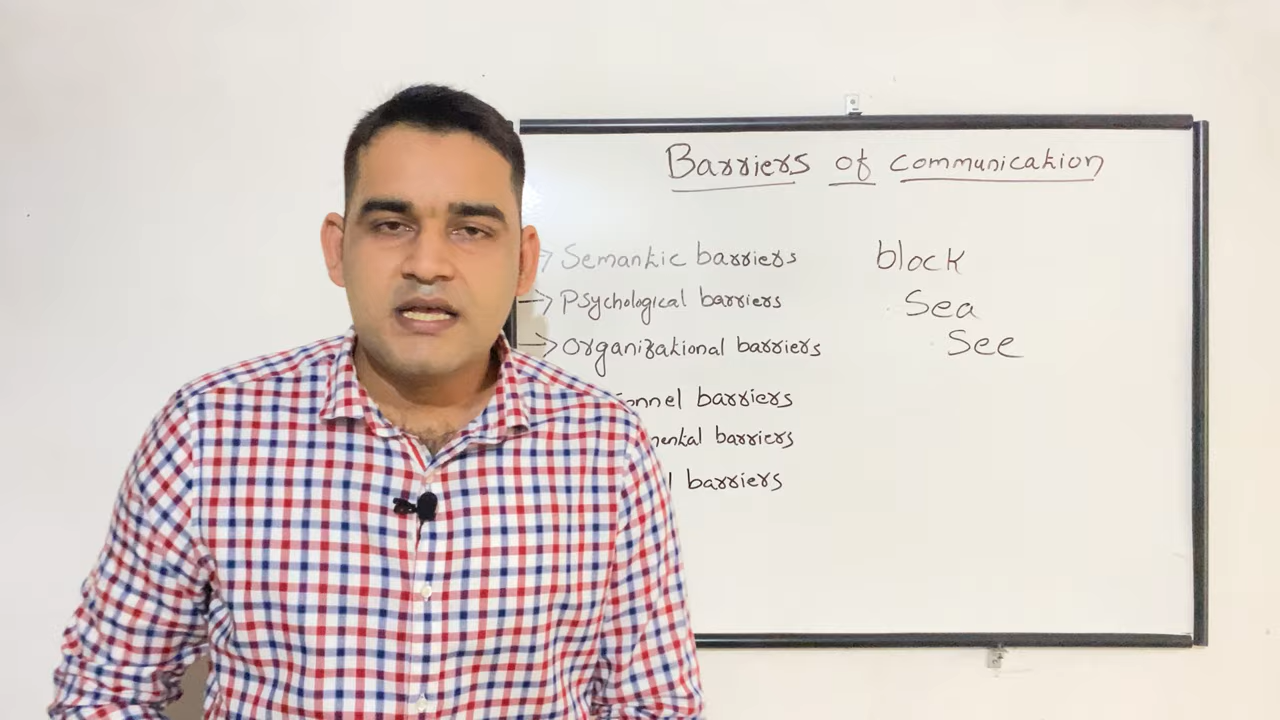 Barriers of communication
Semantic barriers block
Psychological barriers Sea
Organizational barriers See
barriers
barriers
barriers